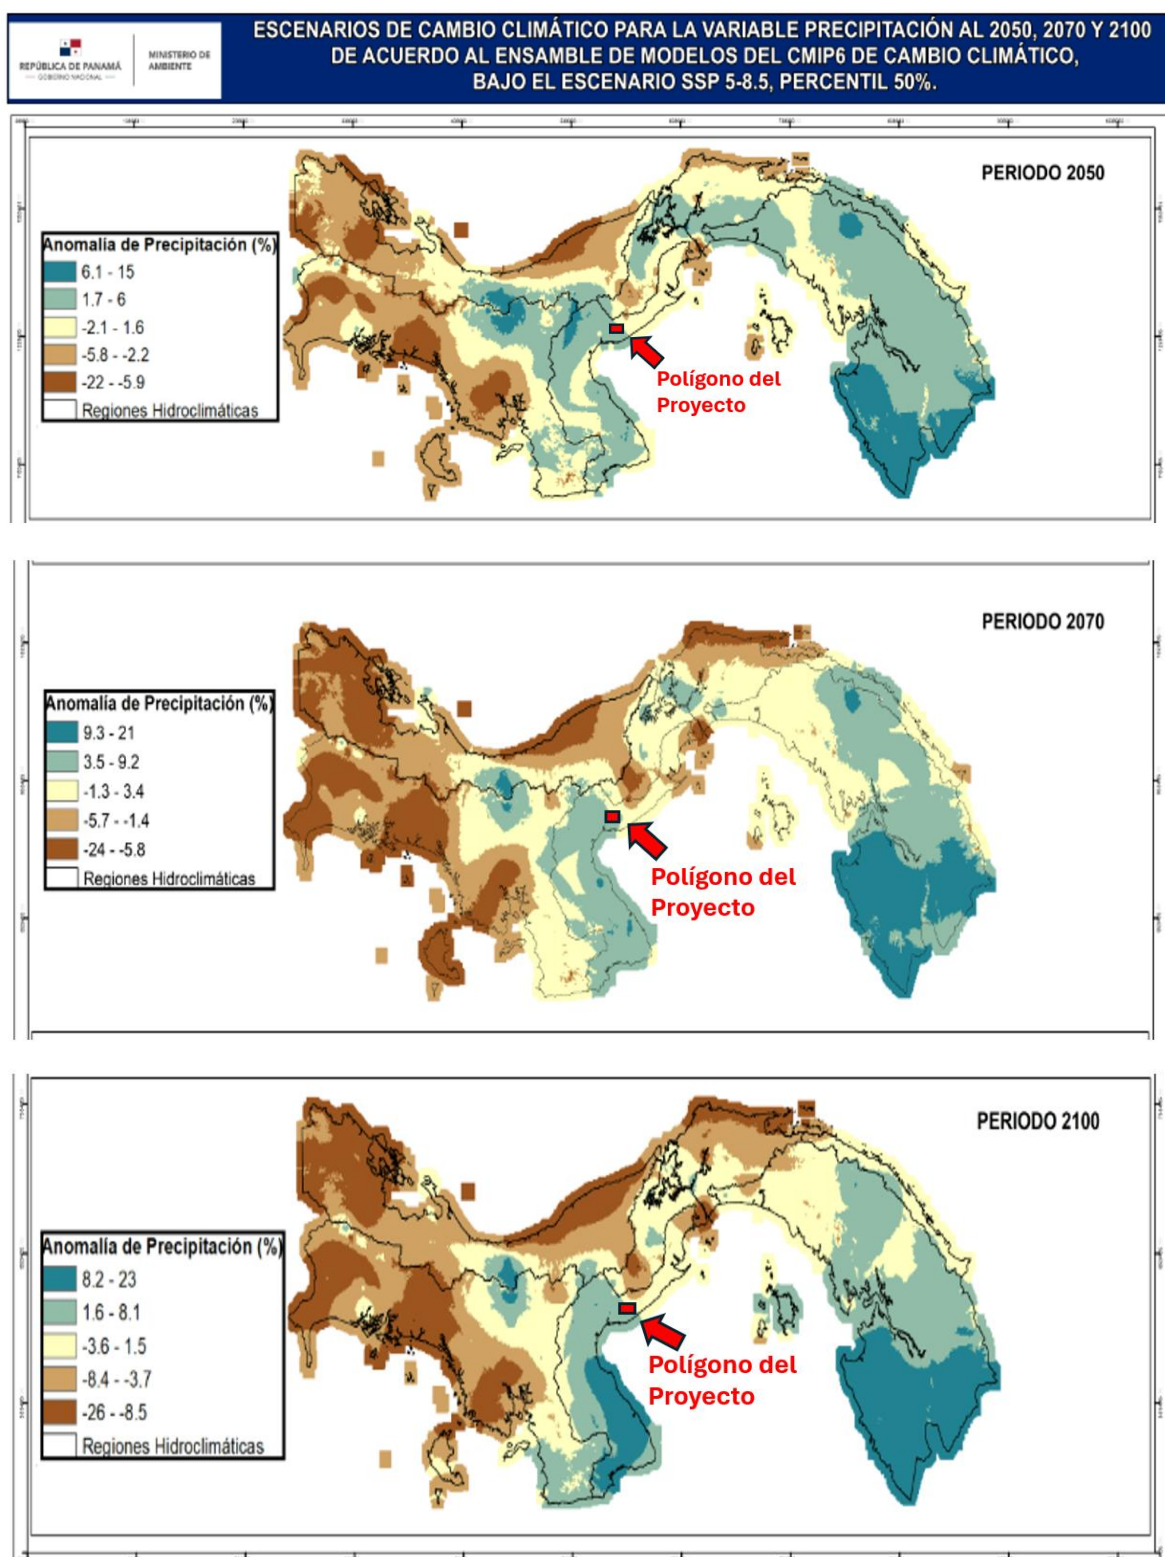 ESCENARIOS DE CAMBIO CLIMÁTICO PARA LA VARIABLE PRECIPITACIÓN AL 2050, 2070 Y 2100
DE ACUERDO AL ENSAMBLE DE MODELOS DEL CMIP6 DE CAMBIO CLIMÁTICO,
BAJO EL ESCENARIO SSP 5-8.5, PERCENTIL 50%.
REPÚBLICA DE PANAMÁ
— GOBIERNO NACIONAL —
MINISTERIO DE
AMBIENTE
PERIODO 2050
Anomalía de Precipitación (%)
6.1 - 15
1.7 - 6
-2.1 - 1.6
-5.8 - -2.2
-22 - -5.9
Regiones Hidroclimáticas
Polígono del
Proyecto
PERIODO 2070
Anomalía de Precipitación (%)
9.3 - 21
3.5 - 9.2
-1.3 - 3.4
-5.7 - -1.4
-24 - -5.8
Regiones Hidroclimáticas
Polígono del
Proyecto
PERIODO 2100
Anomalía de Precipitación (%)
8.2 - 23
1.6 - 8.1
-3.6 - 1.5
-8.4 - -3.7
-26 - -8.5
Regiones Hidroclimáticas
Polígono del
Proyecto